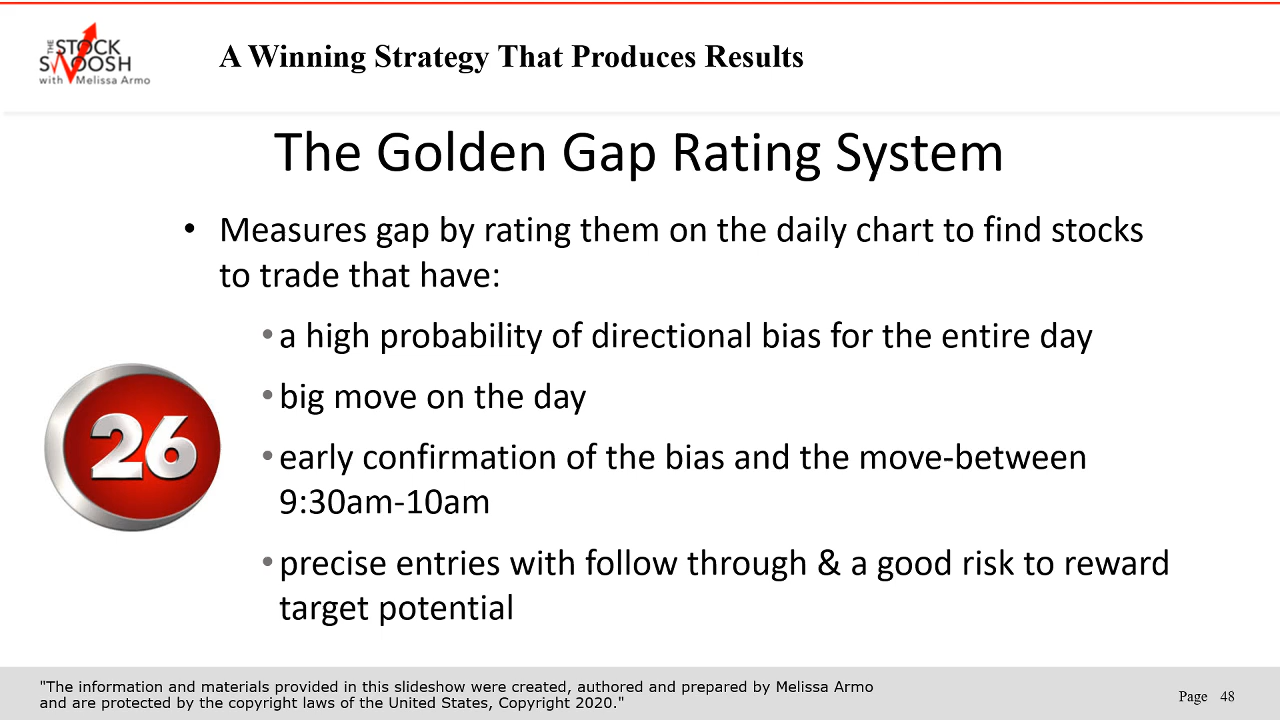 THE
STOCK
SWOOSH
with Melissa Armo
A Winning Strategy That Produces Results
The Golden Gap Rating System
• Measures gap by rating them on the daily chart to find stocks
to trade that have:
• a high probability of directional bias for the entire day
• big move on the day
• early confirmation of the bias and the move-between
9:30am-10am
• precise entries with follow through & a good risk to reward
target potential
26
"The information and materials provided in this slideshow were created, authored and prepared by Melissa Armo
and are protected by the copyright laws of the United States, Copyright 2020."
Page 48